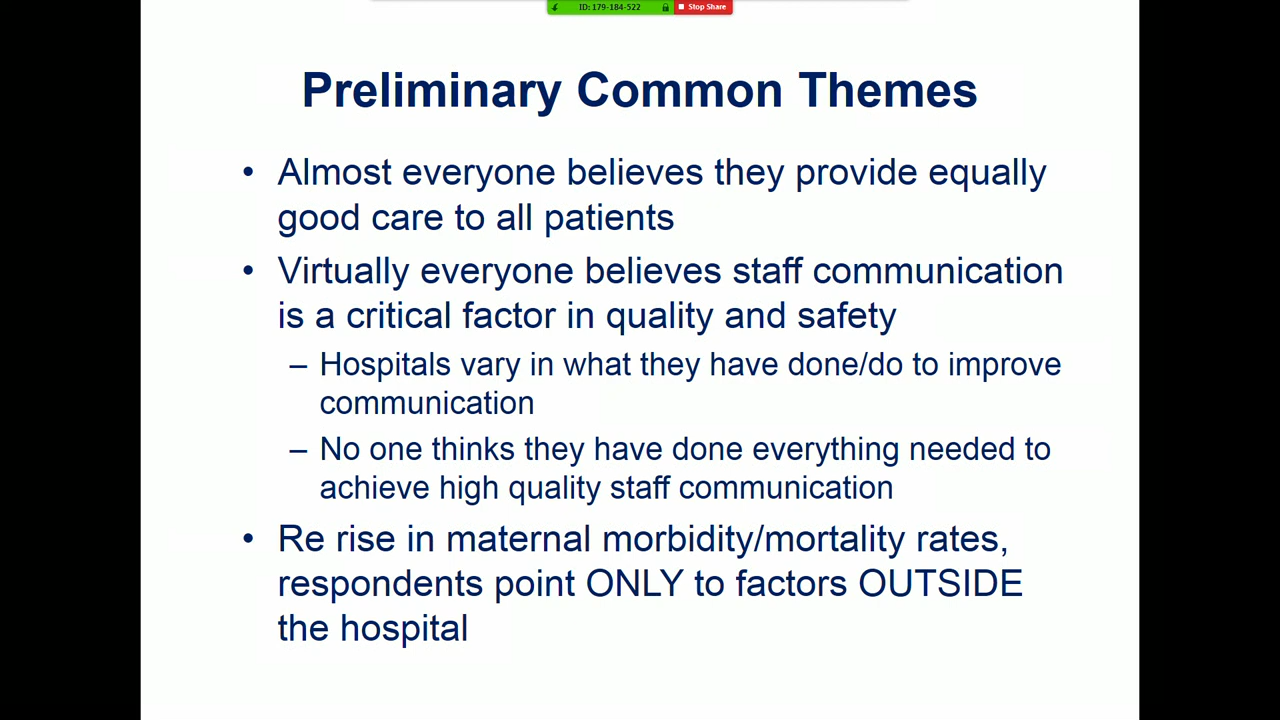 ID: 179-184-522
Stop Share
Preliminary Common Themes
• Almost everyone believes they provide equally
good care to all patients
• Virtually everyone believes staff communication
is a critical factor in quality and safety
– Hospitals vary in what they have done/do to improve
communication
– No one thinks they have done everything needed to
achieve high quality staff communication
• Re rise in maternal morbidity/mortality rates,
respondents point ONLY to factors OUTSIDE
the hospital